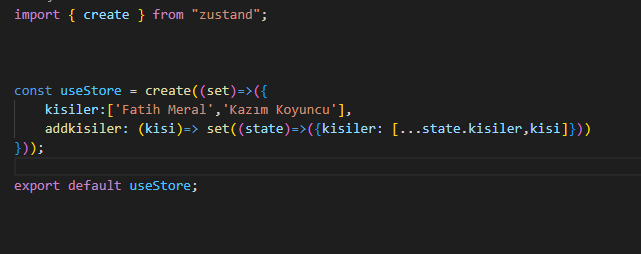 import { create } from "zustand";
const useStore = create((set)=>({
kisiler:['Fatih Meral','Kazım Koyuncu'],
addkisiler: (kisi)=> set((state)=>({kisiler: [...state.kisiler,kisi]}))
}));
export default useStore;